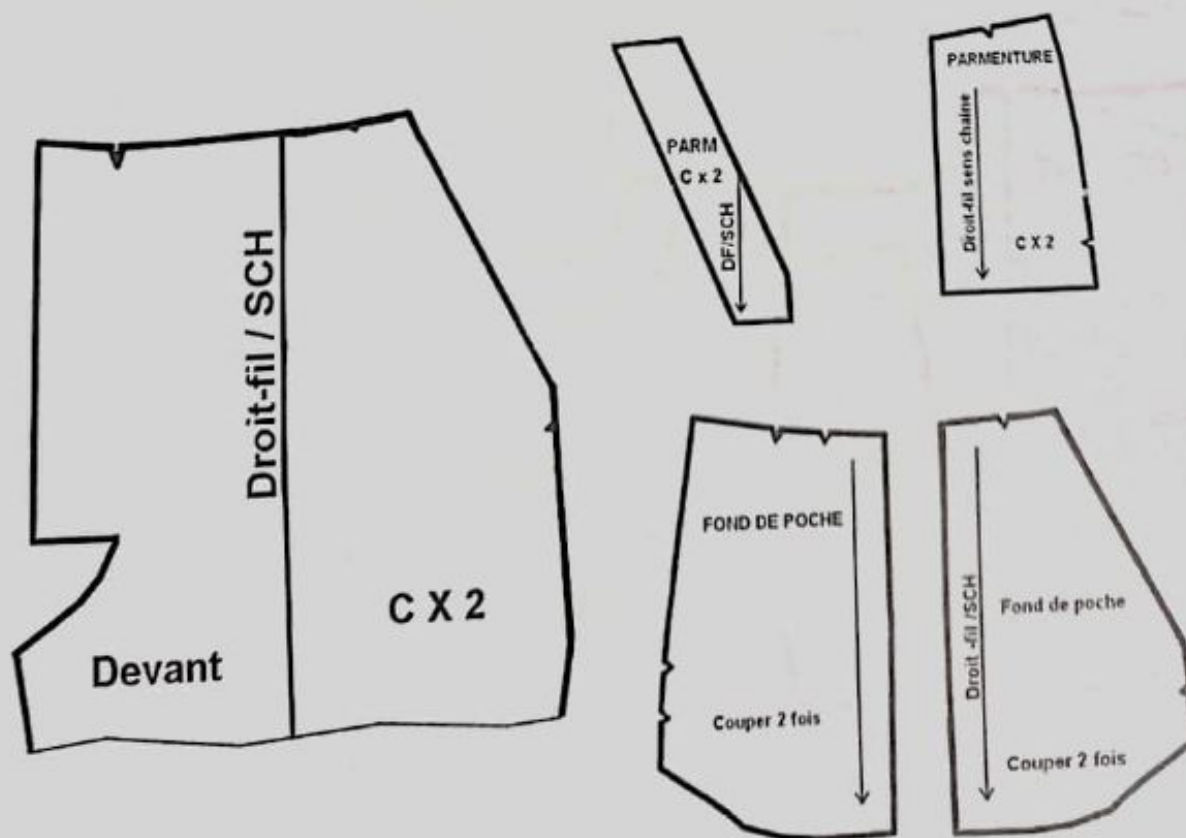 Droit-fil / SCH
C X 2
Devant
PARM
C x 2
DF/SCH
PARMENTURE
Droit-fil sens chaine
C X 2
FOND DE POCHE
Couper 2 fois
Droit -fil /SCH
Fond de poche
Couper 2 fois